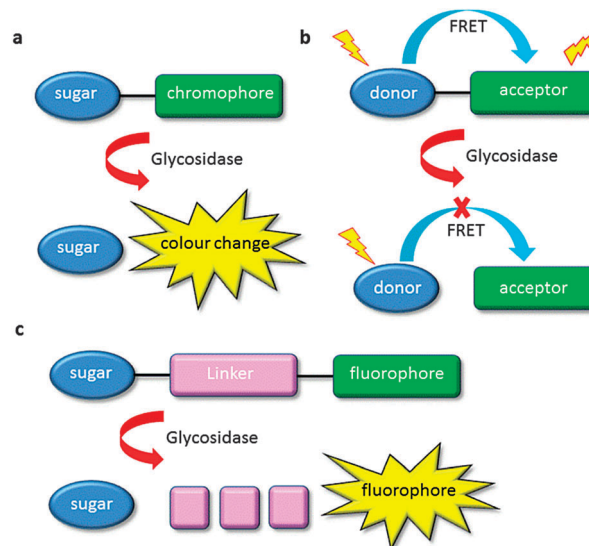 a
sugar
chromophore
Glycosidase
sugar
colour change
b
FRET
donor
acceptor
Glycosidase
FRET
donor
acceptor
c
sugar
Linker
fluorophore
Glycosidase
sugar
fluorophore